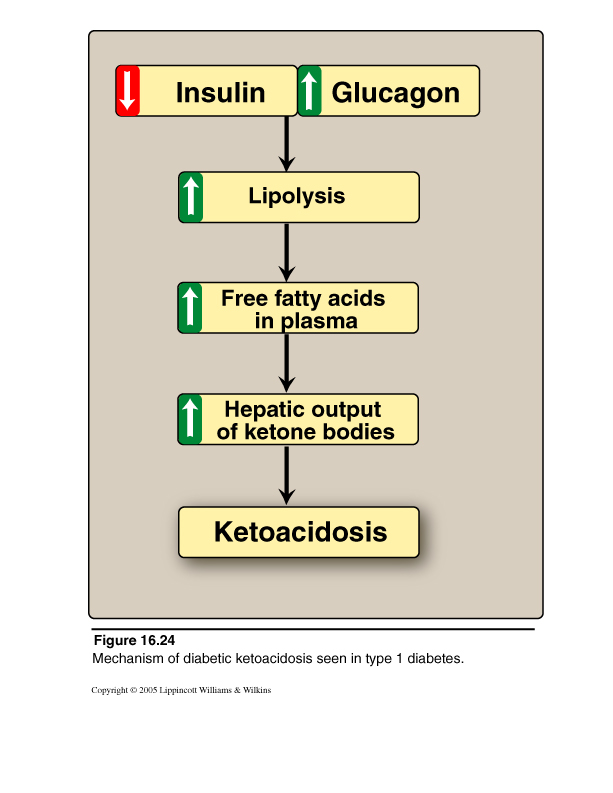 Insulin
Glucagon
Lipolysis
Free fatty acids
in plasma
Hepatic output
of ketone bodies
Ketoacidosis
Figure 16.24
Mechanism of diabetic ketoacidosis seen in type 1 diabetes.
Copyright © 2005 Lippincott Williams & Wilkins